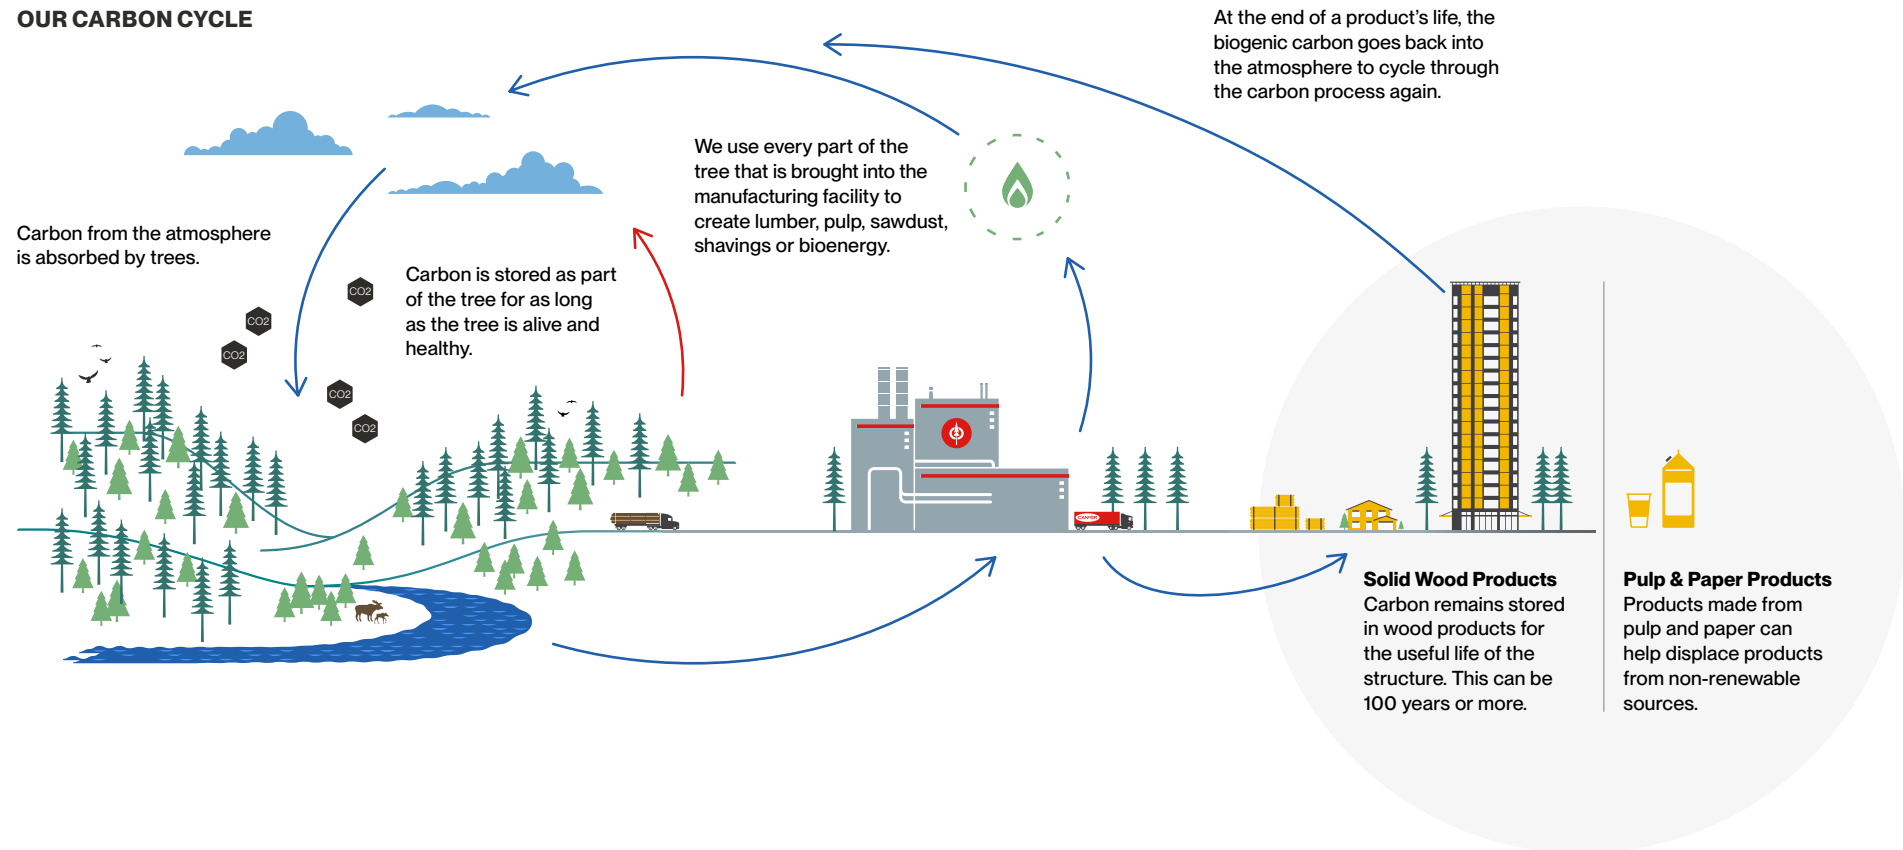 OUR CARBON CYCLE
At the end of a product's life, the
biogenic carbon goes back into
the atmosphere to cycle through
the carbon process again.
We use every part of the
tree that is brought into the
manufacturing facility to
create lumber, pulp, sawdust,
shavings or bioenergy.
Carbon from the atmosphere
is absorbed by trees.
Carbon is stored as part
of the tree for as long
as the tree is alive and
healthy.
CO2
CO2
CO2
CO2
CO2
CANFOR
Solid Wood Products
Carbon remains stored
in wood products for
the useful life of the
structure. This can be
100 years or more.
Pulp & Paper Products
Products made from
pulp and paper can
help displace products
from non-renewable
sources.